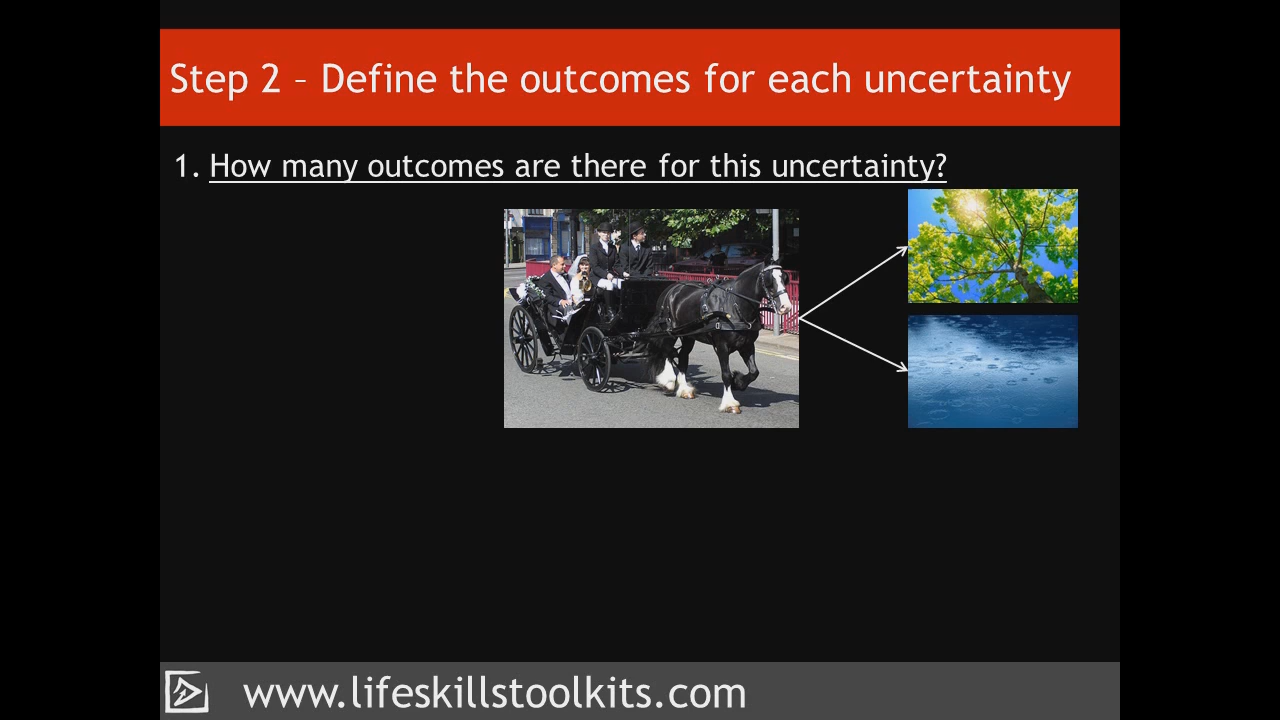 Step 2 – Define the outcomes for each uncertainty
1. How many outcomes are there for this uncertainty?
www.lifeskillstoolkits.com